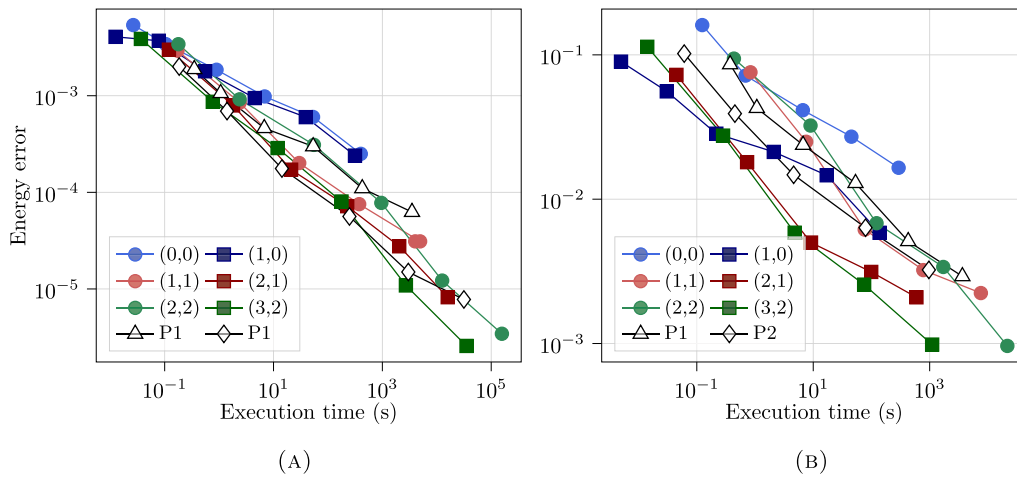 10^{-3}
10^{-4}
10^{-5}
Energy error
(0,0) (1,0)
(1,1) (2,1)
(2,2) (3,2)
P1 P1
10^{-1} 10^{1} 10^{3} 10^{5}
Execution time (s)
(A)
10^{-1}
10^{-2}
10^{-3}
(0,0) (1,0)
(1,1) (2,1)
(2,2) (3,2)
P1 P2
10^{-1} 10^{1} 10^{3}
Execution time (s)
(B)